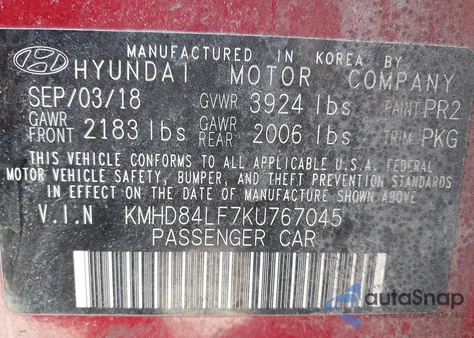 MANUFACTURED IN KOREA BY
HYUNDAI MOTOR COMPANY
SEP/03/18 GVWR 3924 lbs PAINT PR2
GAWR FRONT 2183 lbs GAWR REAR 2006 lbs TRIM PKG
THIS VEHICLE CONFORMS TO ALL APPLICABLE FEDERAL
MOTOR VEHICLE SAFETY, BUMPER, AND THEFT PREVENTION STANDARDS
IN EFFECT ON THE DATE OF MANUFACTURE SHOWN ABOVE.
V.I.N KMHD84LF7KU767045
PASSENGER CAR
autoSnap